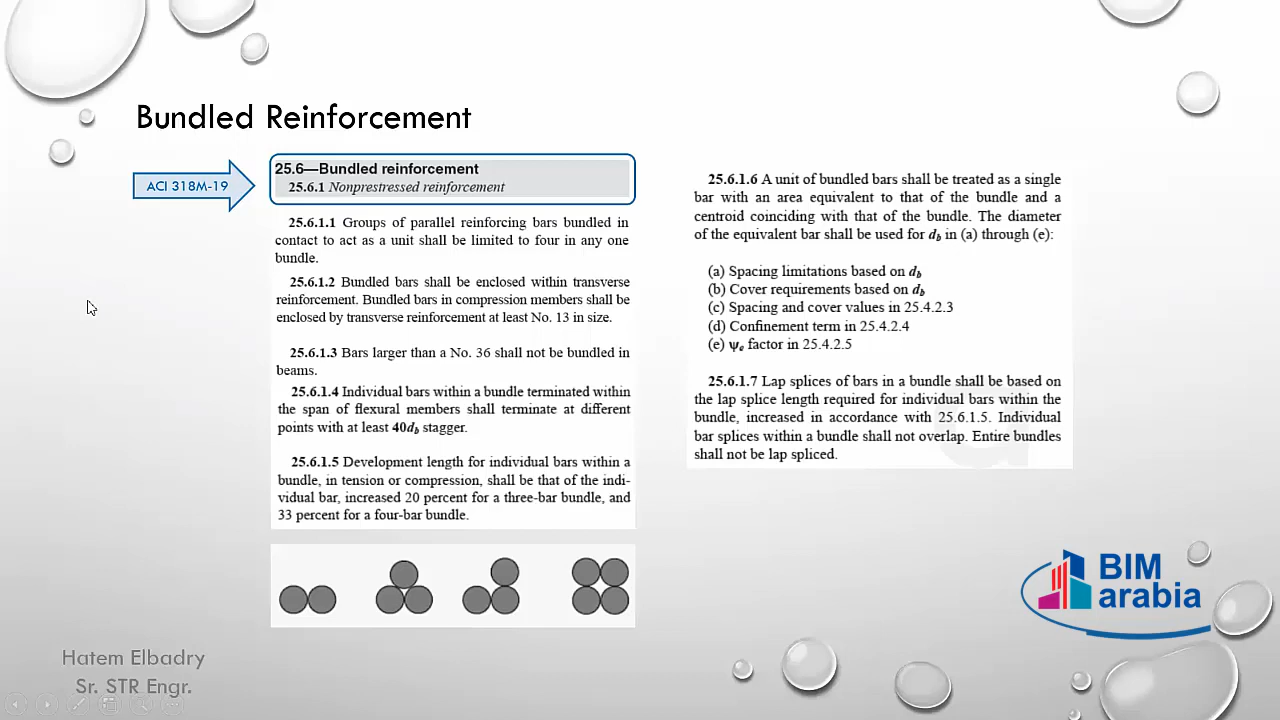 Bundled Reinforcement
ACI 318M-19
25.6—Bundled reinforcement
25.6.1 Nonprestressed reinforcement
25.6.1.1 Groups of parallel reinforcing bars bundled in
contact to act as a unit shall be limited to four in any one
bundle.
25.6.1.2 Bundled bars shall be enclosed within transverse
reinforcement. Bundled bars in compression members shall be
enclosed by transverse reinforcement at least No. 13 in size.
25.6.1.3 Bars larger than a No. 36 shall not be bundled in
beams.
25.6.1.4 Individual bars within a bundle terminated within
the span of flexural members shall terminate at different
points with at least 40db stagger.
25.6.1.5 Development length for individual bars within a
bundle, in tension or compression, shall be that of the indi-
vidual bar, increased 20 percent for a three-bar bundle, and
33 percent for a four-bar bundle.
25.6.1.6 A unit of bundled bars shall be treated as a single
bar with an area equivalent to that of the bundle and a
centroid coinciding with that of the bundle. The diameter
of the equivalent bar shall be used for db in (a) through (e):
(a) Spacing limitations based on db
(b) Cover requirements based on db
(c) Spacing and cover values in 25.4.2.3
(d) Confinement term in 25.4.2.4
(e) ψe factor in 25.4.2.5
25.6.1.7 Lap splices of bars in a bundle shall be based on
the lap splice length required for individual bars within the
bundle, increased in accordance with 25.6.1.5. Individual
bar splices within a bundle shall not overlap. Entire bundles
shall not be lap spliced.
BIM
arabia
Hatem Elbadry
Sr. STR Engr.